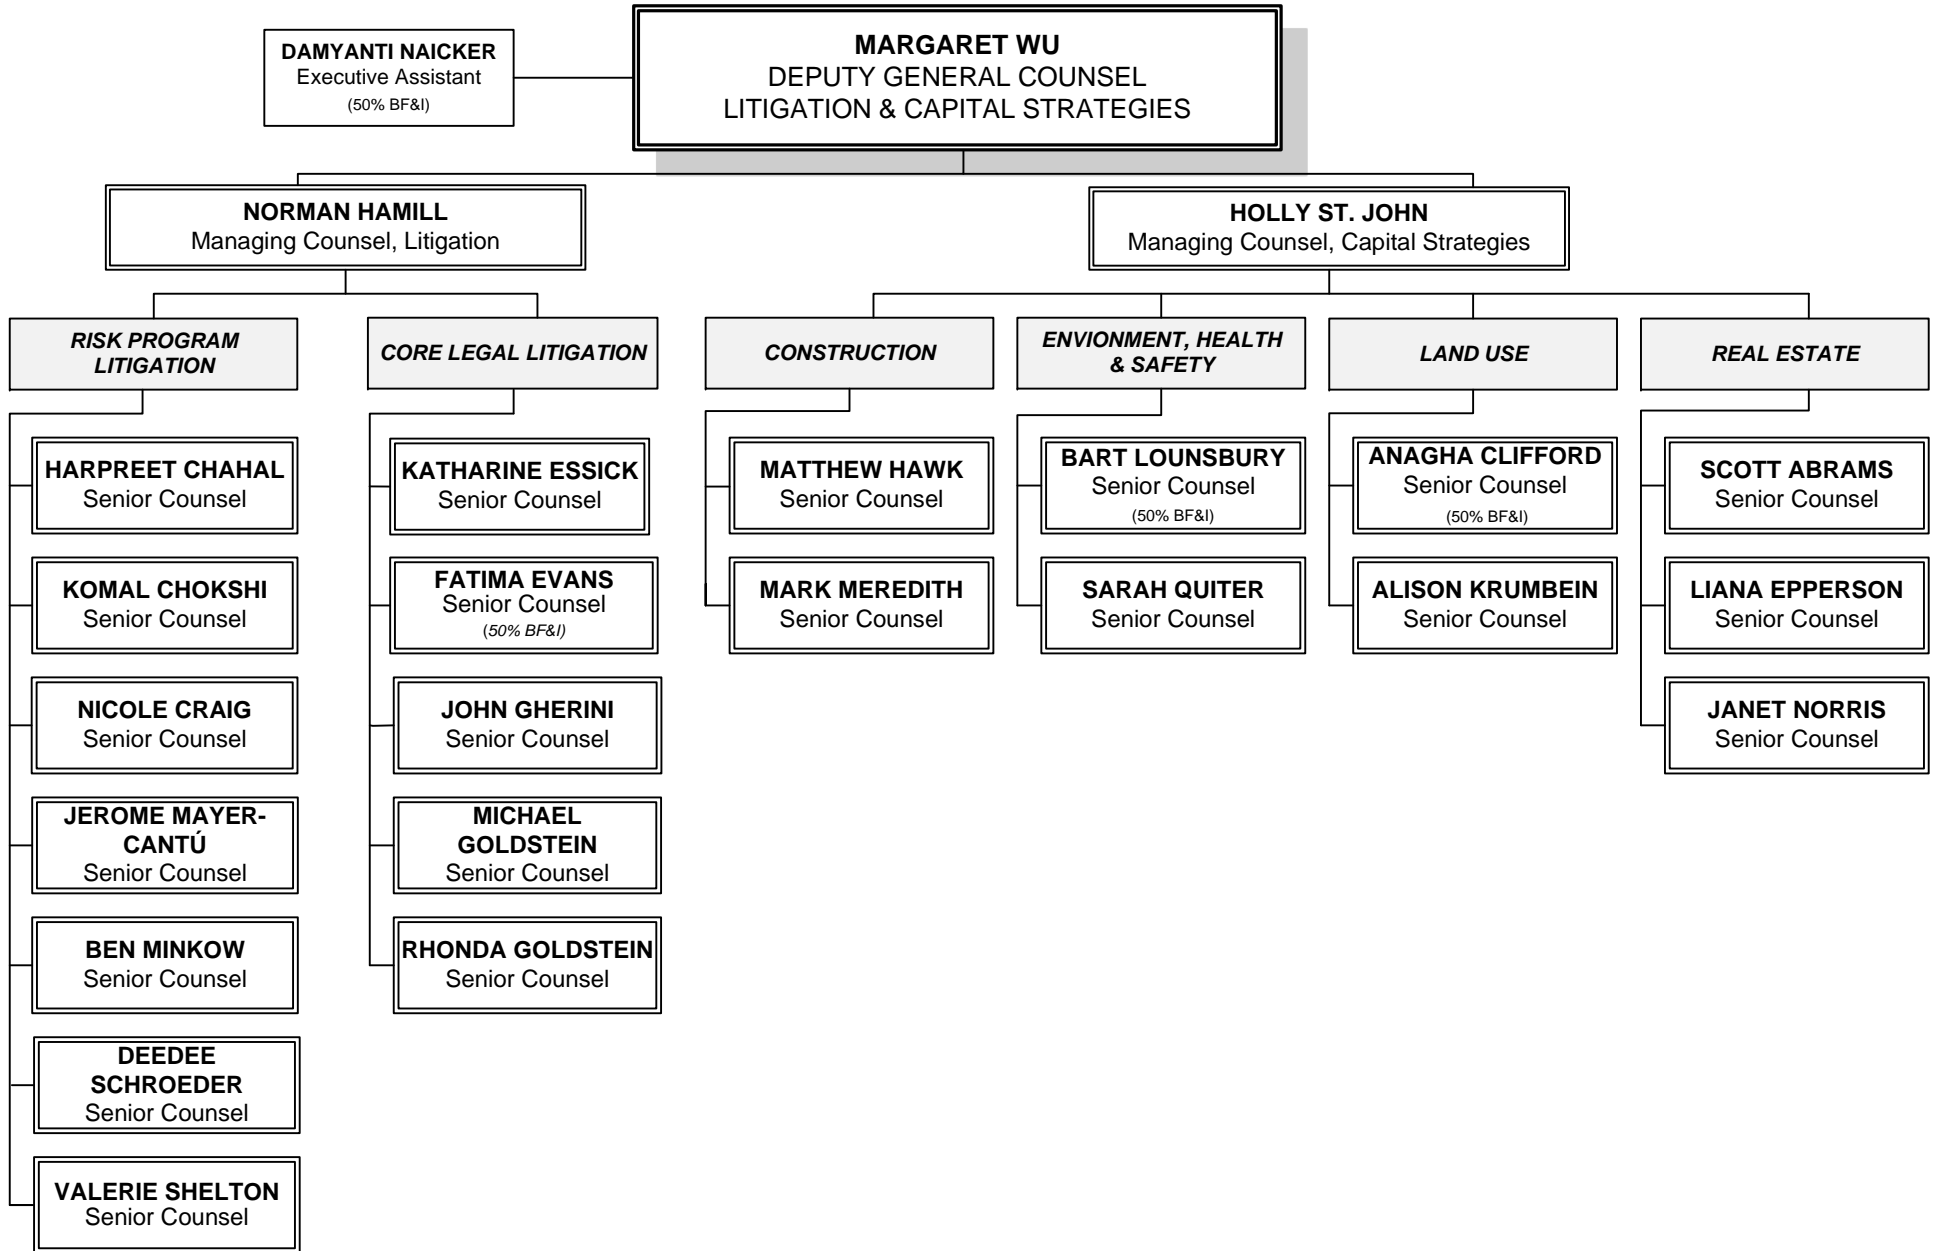 DAMYANTI NAICKER
Executive Assistant
(50% BF&I)
MARGARET WU
DEPUTY GENERAL COUNSEL
LITIGATION & CAPITAL STRATEGIES
NORMAN HAMILL
Managing Counsel, Litigation
HOLLY ST. JOHN
Managing Counsel, Capital Strategies
RISK PROGRAM
LITIGATION
CORE LEGAL LITIGATION
CONSTRUCTION
ENVIONMENT, HEALTH
& SAFETY
LAND USE
REAL ESTATE
HARPREET CHAHAL
Senior Counsel
KOMAL CHOKSHI
Senior Counsel
NICOLE CRAIG
Senior Counsel
JEROME MAYER-
CANTÚ
Senior Counsel
BEN MINKOW
Senior Counsel
DEEDEE
SCHROEDER
Senior Counsel
VALERIE SHELTON
Senior Counsel
KATHARINE ESSICK
Senior Counsel
FATIMA EVANS
Senior Counsel
(50% BF&I)
JOHN GHERINI
Senior Counsel
MICHAEL
GOLDSTEIN
Senior Counsel
RHONDA GOLDSTEIN
Senior Counsel
MATTHEW HAWK
Senior Counsel
MARK MEREDITH
Senior Counsel
BART LOUNSBURY
Senior Counsel
(50% BF&I)
SARAH QUITER
Senior Counsel
ANAGHA CLIFFORD
Senior Counsel
(50% BF&I)
ALISON KRUMBEIN
Senior Counsel
SCOTT ABRAMS
Senior Counsel
LIANA EPPERSON
Senior Counsel
JANET NORRIS
Senior Counsel